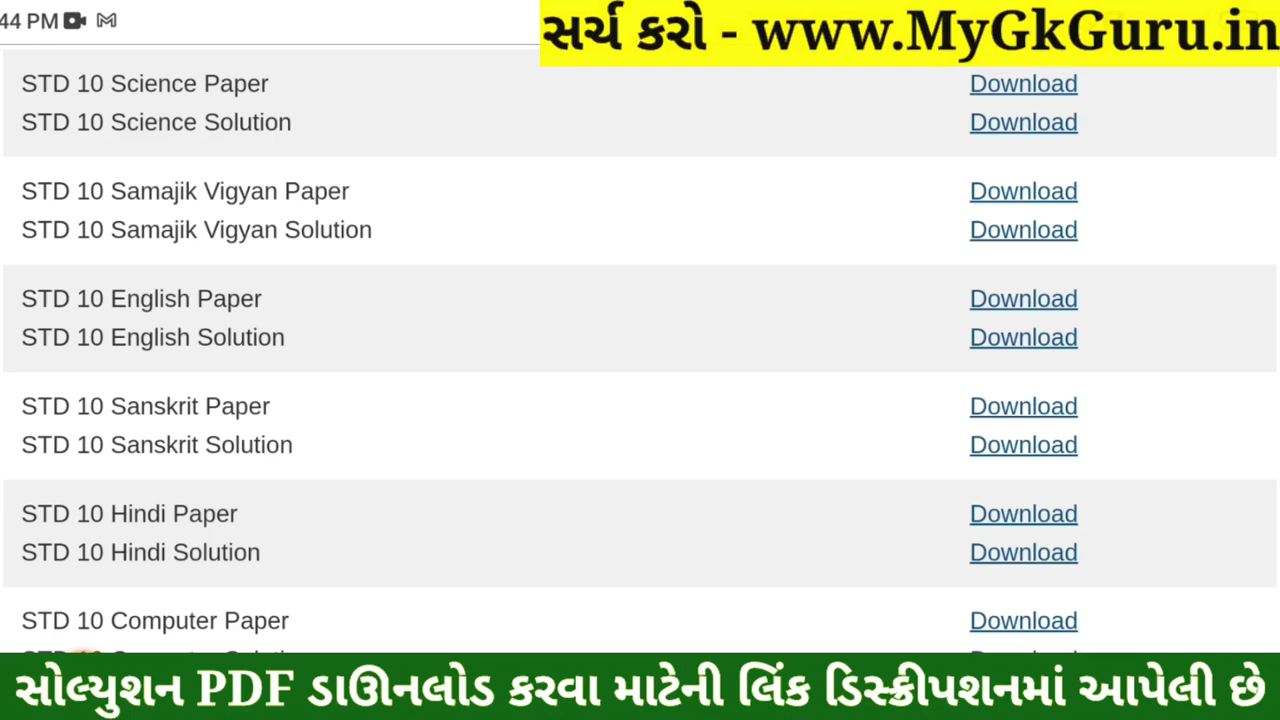 44 PM
સર્ચ કરો - www.MyGkGuru.in
STD 10 Science Paper Download
STD 10 Science Solution Download
STD 10 Samajik Vigyan Paper Download
STD 10 Samajik Vigyan Solution Download
STD 10 English Paper Download
STD 10 English Solution Download
STD 10 Sanskrit Paper Download
STD 10 Sanskrit Solution Download
STD 10 Hindi Paper Download
STD 10 Hindi Solution Download
STD 10 Computer Paper Download
સોલ્યુશન PDF ડાઊનલોડ કરવા માટેની લિંક ડિસ્ક્રીપશનમાં આપેલી છે